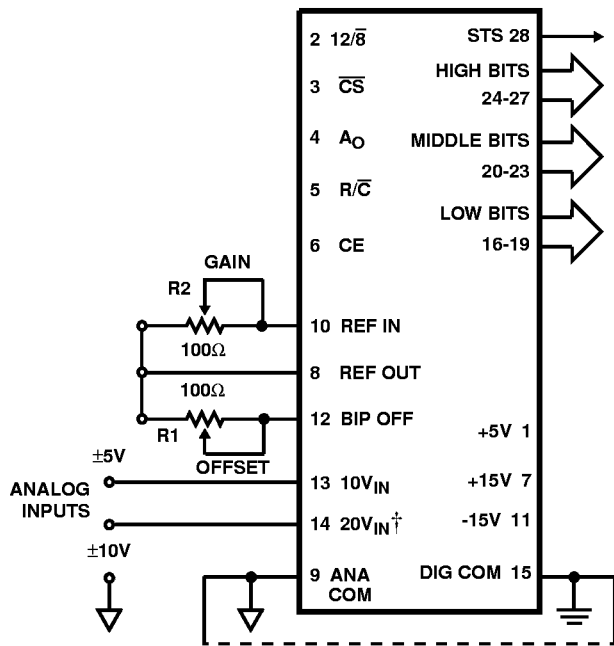 2 12/8̅
STS 28
3 C̅S̅
HIGH BITS
24-27
4 AO
MIDDLE BITS
20-23
5 R/C̅
LOW BITS
16-19
6 CE
GAIN
R2
100Ω
10 REF IN
8 REF OUT
100Ω
R1
OFFSET
12 BIP OFF
+5V 1
±5V
13 10VIN
+15V 7
ANALOG
INPUTS
14 20VIN†
-15V 11
±10V
9 ANA
COM
DIG COM 15